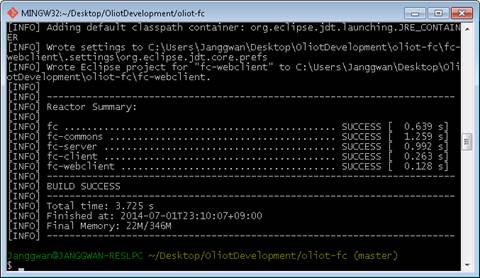 MINGW32:~/Desktop/OliotDevelopment/oliot-fc
[INFO] Adding default classpath container: org.eclipse.jdt.launching.JRE_CONTAIN
ER
[INFO] Wrote settings to C:\Users\Janggwan\Desktop\OliotDevelopment\oliot-fc\fc-
webclient\.settings\org.eclipse.jdt.core.prefs
[INFO] Wrote Eclipse project for "fc-webclient" to C:\Users\Janggwan\Desktop\Oli
otDevelopment\oliot-fc\fc-webclient.
[INFO]
[INFO] ------------------------------------------------------------------------
[INFO] Reactor Summary:
[INFO]
[INFO] fc ................................................ SUCCESS [  0.639 s]
[INFO] fc-commons ........................................ SUCCESS [  1.259 s]
[INFO] fc-server ......................................... SUCCESS [  0.992 s]
[INFO] fc-client ......................................... SUCCESS [  0.263 s]
[INFO] fc-webclient ...................................... SUCCESS [  0.128 s]
[INFO] ------------------------------------------------------------------------
[INFO] BUILD SUCCESS
[INFO] ------------------------------------------------------------------------
[INFO] Total time: 3.725 s
[INFO] Finished at: 2014-07-01T23:10:07+09:00
[INFO] Final Memory: 22M/346M
[INFO] ------------------------------------------------------------------------
Janggwan@JANGGWAN-RESLPC ~/Desktop/OliotDevelopment/oliot-fc (master)
$